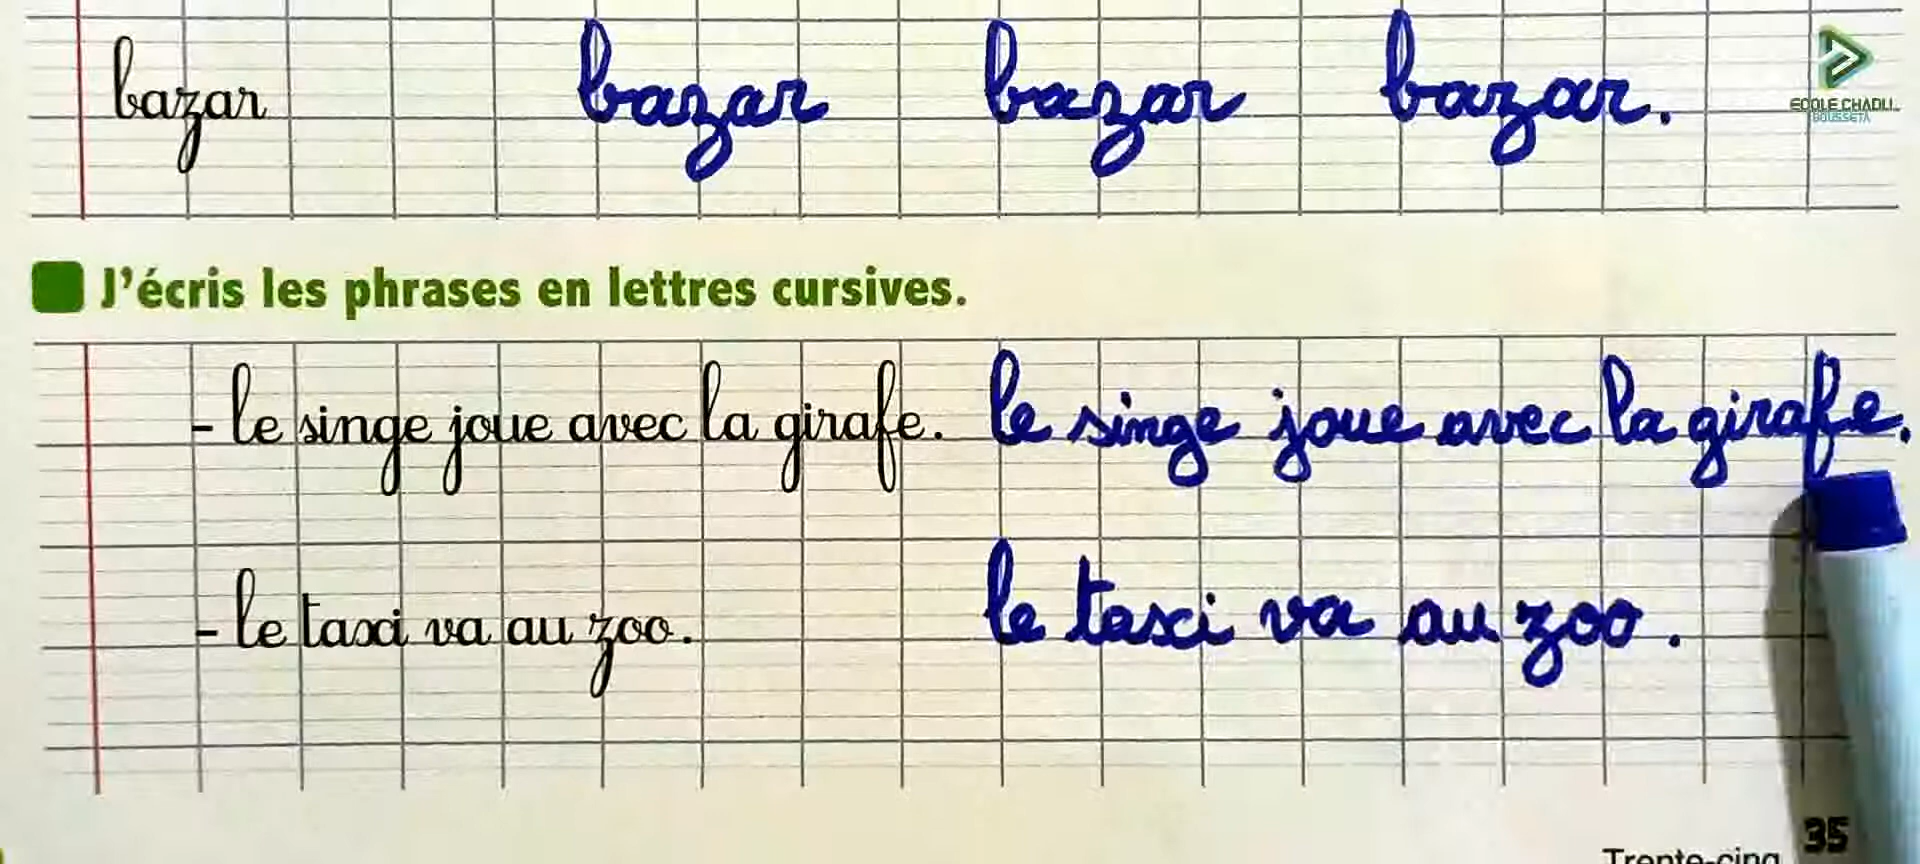 bazar bazar bazar bazar.
ECOLE CHADLI
BOUSSETA
J'écris les phrases en lettres cursives.
- le singe joue avec la girafe. le singe joue avec la girafe.
- le taxi va au zoo. le taxi va au zoo.
35
Trente-cinq